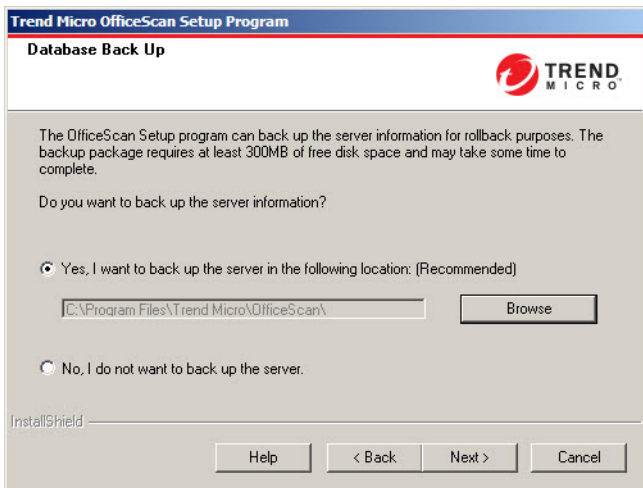 Trend Micro OfficeScan Setup Program
Database Back Up
TREND
MICRO
The OfficeScan Setup program can back up the server information for rollback purposes. The
backup package requires at least 300MB of free disk space and may take some time to
complete.
Do you want to back up the server information?
Yes, I want to back up the server in the following location: (Recommended)
C:\Program Files\Trend Micro\OfficeScan\
Browse
No, I do not want to back up the server.
InstallShield
Help
< Back
Next >
Cancel